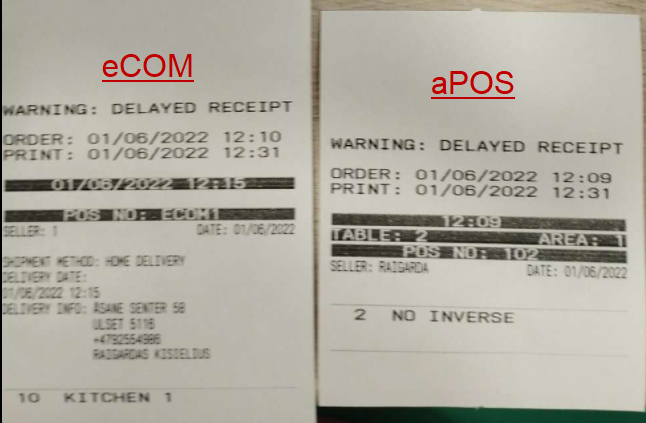 eCOM
WARNING: DELAYED RECEIPT
ORDER: 01/06/2022 12:10
PRINT: 01/06/2022 12:31
01/06/2022 12:15
POS NO: ECOM1
SELLER: 1 DATE: 01/06/2022
SHIPMENT METHOD: HOME DELIVERY
DELIVERY DATE:
01/06/2022 12:15
DELIVERY INFO: ÅSANE SENTER 58
ULSET 5116
+4792554986
RAIGARDAS KISIELIUS
10 KITCHEN 1
aPOS
WARNING: DELAYED RECEIPT
ORDER: 01/06/2022 12:09
PRINT: 01/06/2022 12:31
12:09
TABLE: 2 AREA: 1
POS NO: 102
SELLER: RAIGARDA DATE: 01/06/2022
2 NO INVERSE